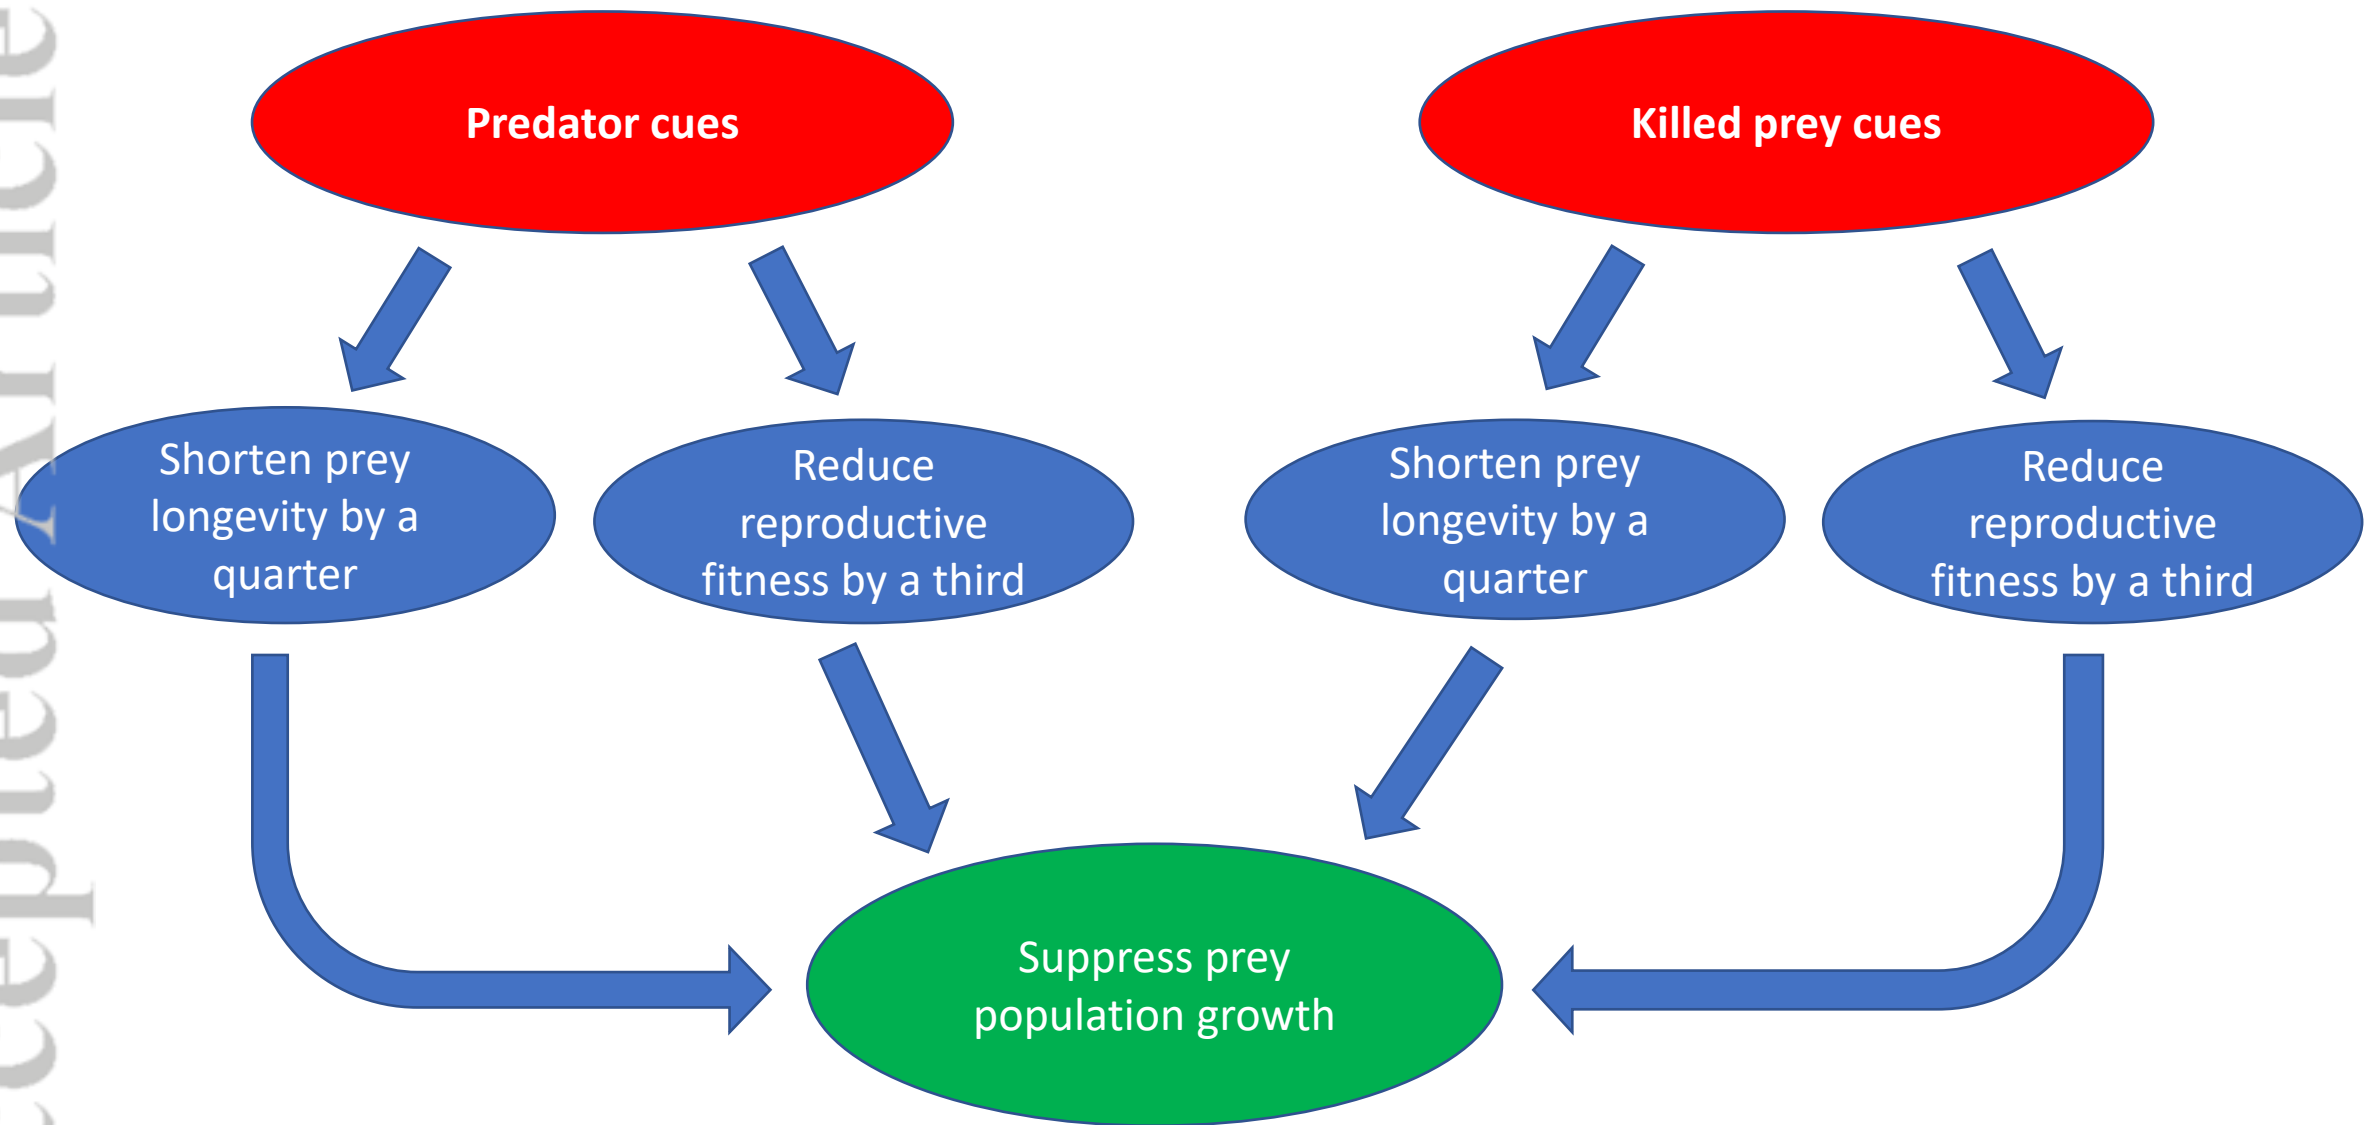 Predator cues
Killed prey cues
Shorten prey
longevity by a
quarter
Reduce
reproductive
fitness by a third
Shorten prey
longevity by a
quarter
Reduce
reproductive
fitness by a third
Suppress prey
population growth